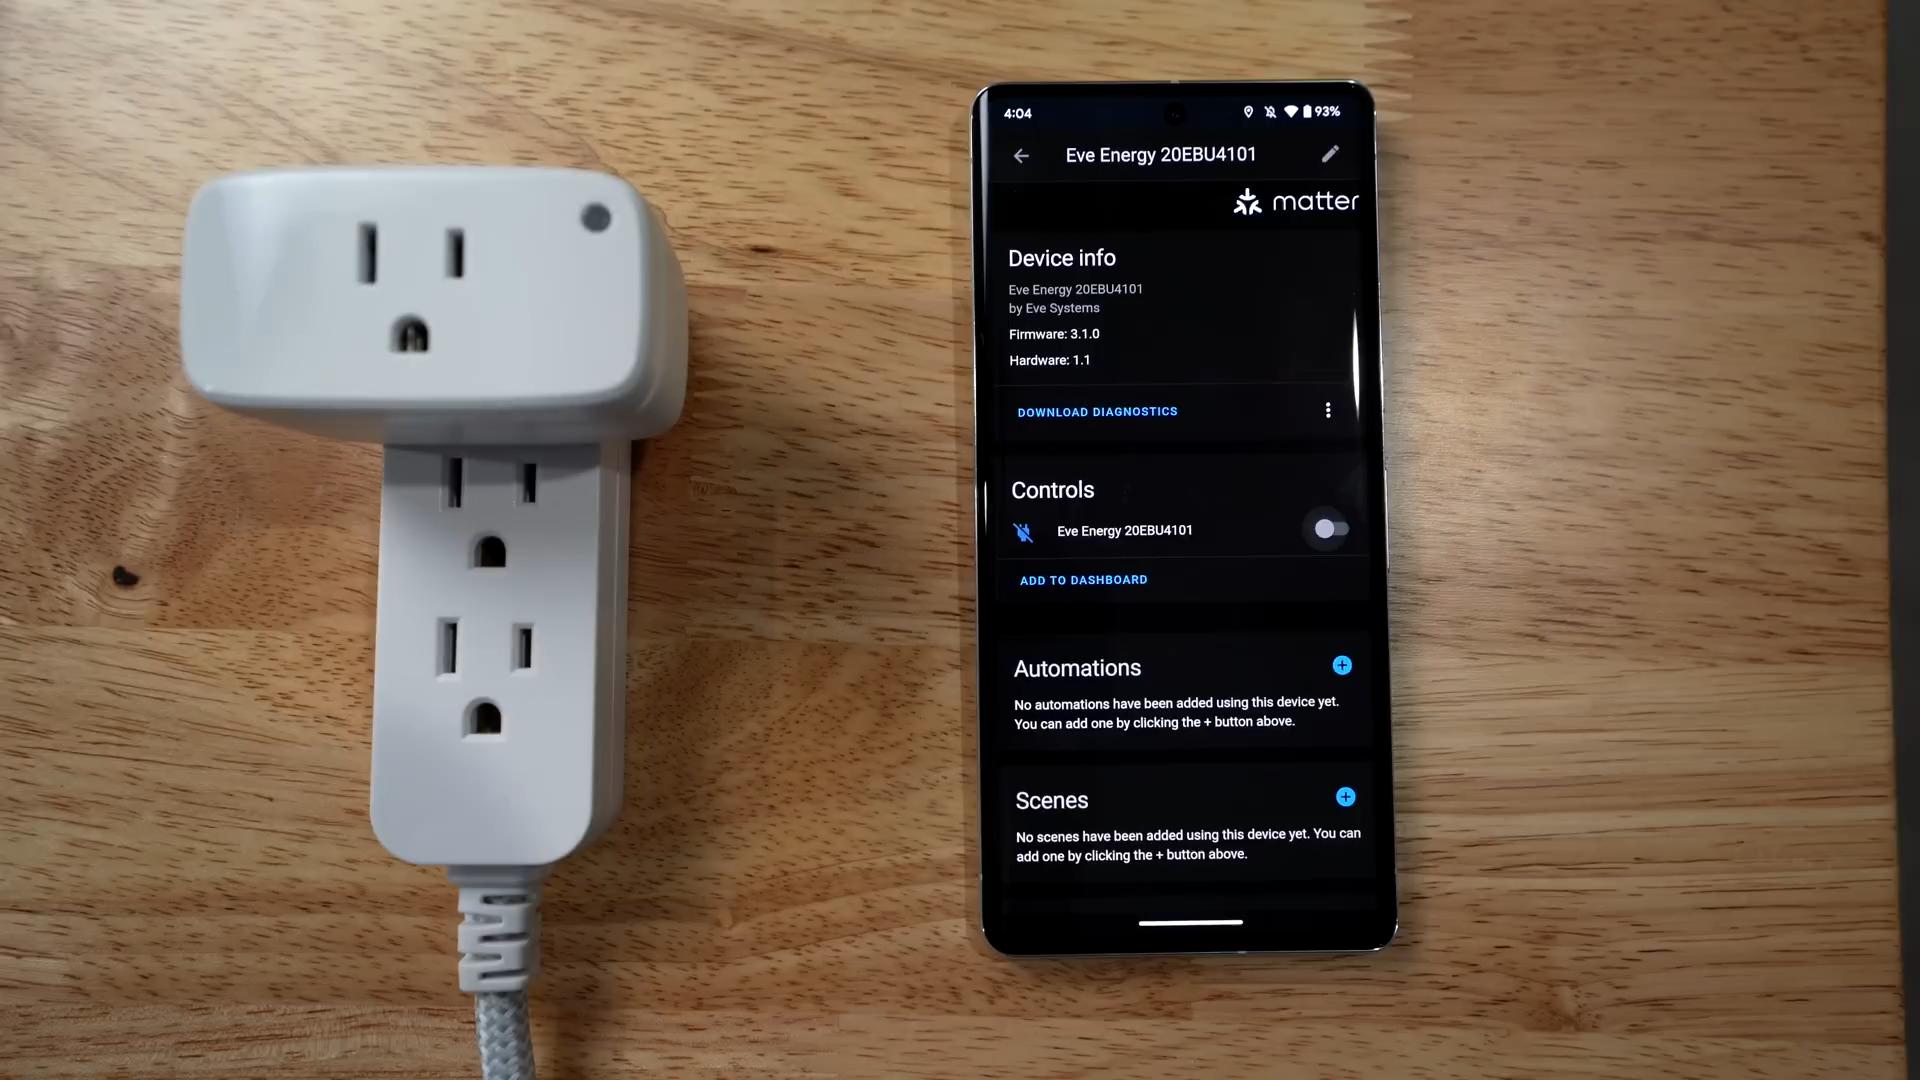 4:04
93%
Eve Energy 20EBU4101
matter
Device info
Eve Energy 20EBU4101
by Eve Systems
Firmware: 3.1.0
Hardware: 1.1
DOWNLOAD DIAGNOSTICS
Controls
Eve Energy 20EBU4101
ADD TO DASHBOARD
Automations
No automations have been added using this device yet.
You can add one by clicking the + button above.
Scenes
No scenes have been added using this device yet. You can
add one by clicking the + button above.